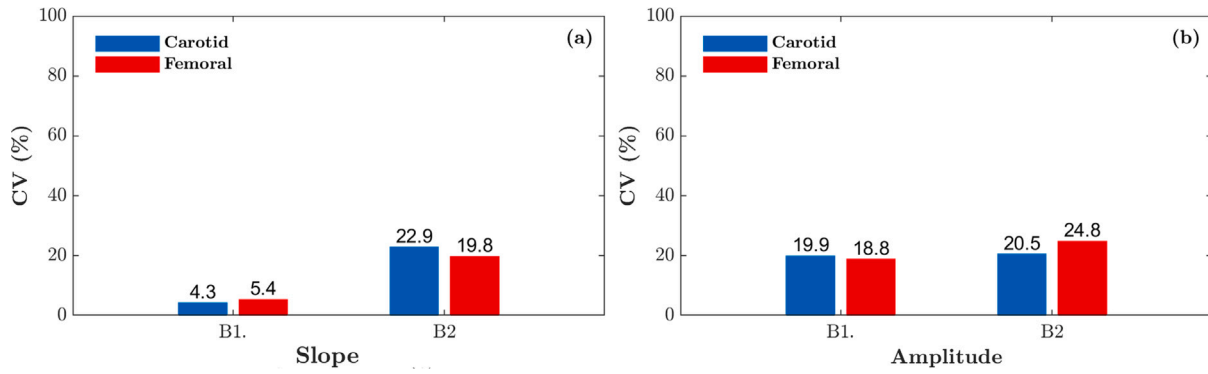 (a)
Carotid
Femoral
CV (%)
100
80
60
40
20
0
4.3
5.4
22.9
19.8
B1.
B2
Slope
(b)
Carotid
Femoral
CV (%)
100
80
60
40
20
0
19.9
18.8
20.5
24.8
B1.
B2
Amplitude